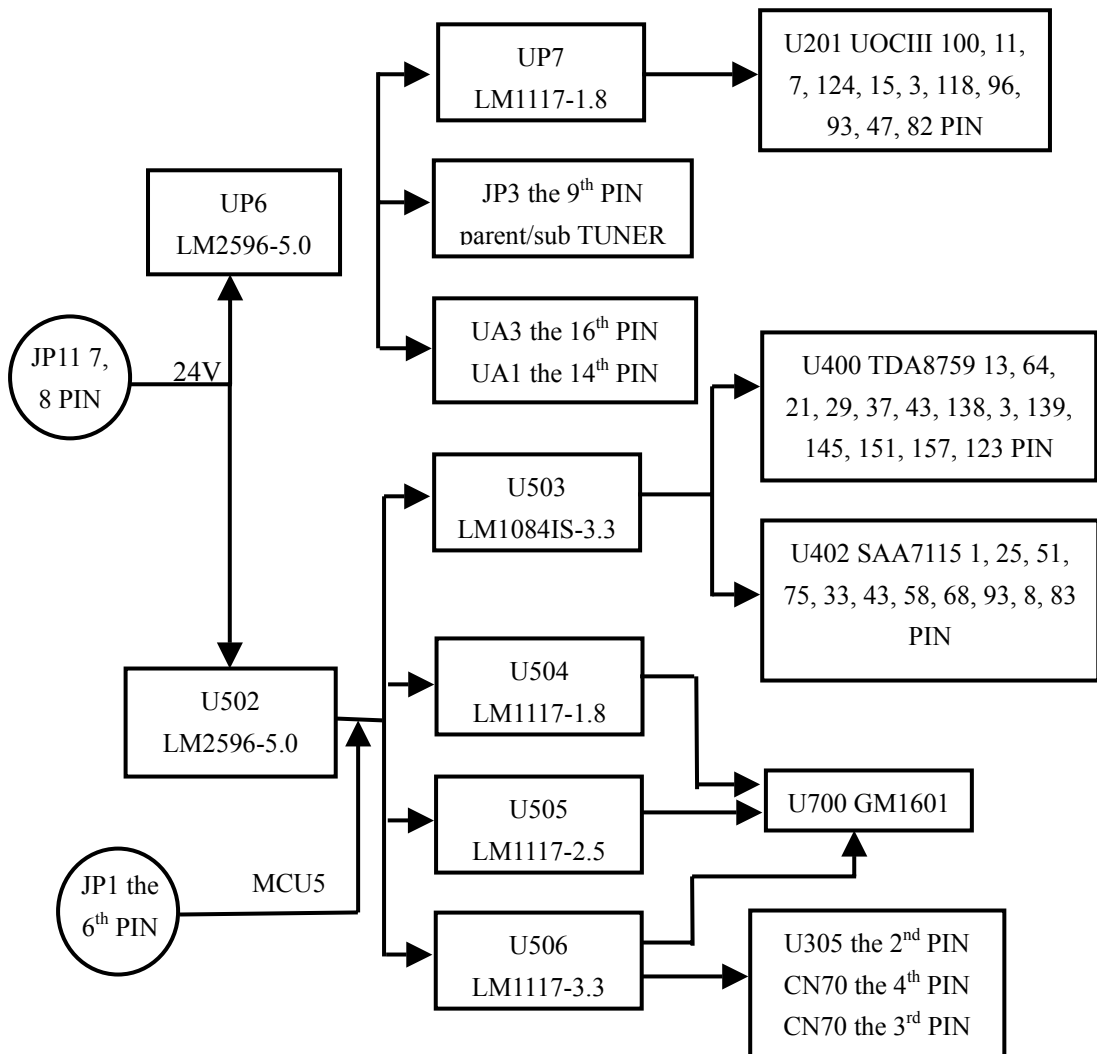 UP7
LM1117-1.8
U201 UOCIII 100, 11,
7, 124, 15, 3, 118, 96,
93, 47, 82 PIN
UP6
LM2596-5.0
JP3 the 9th PIN
parent/sub TUNER
UA3 the 16th PIN
UA1 the 14th PIN
JP11 7,
8 PIN
24V
U400 TDA8759 13, 64,
21, 29, 37, 43, 138, 3, 139,
145, 151, 157, 123 PIN
U503
LM1084IS-3.3
U402 SAA7115 1, 25, 51,
75, 33, 43, 58, 68, 93, 8, 83
PIN
U502
LM2596-5.0
U504
LM1117-1.8
U505
LM1117-2.5
U700 GM1601
JP1 the
6th PIN
MCU5
U506
LM1117-3.3
U305 the 2nd PIN
CN70 the 4th PIN
CN70 the 3rd PIN